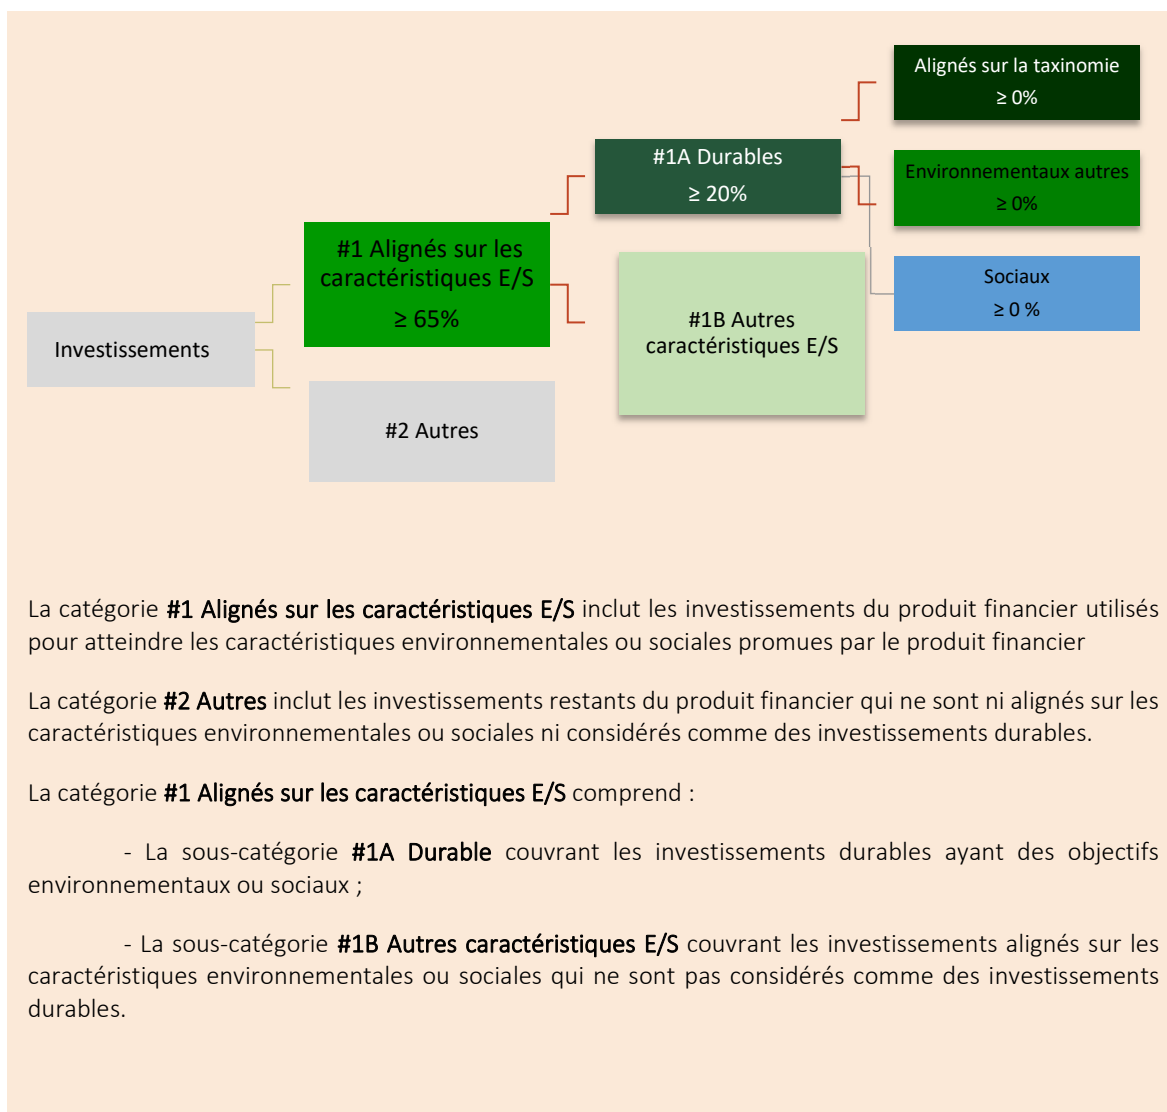 Alignés sur la taxinomie
≥ 0%
#1A Durables
≥ 20%
Environnementaux autres
≥ 0%
#1 Alignés sur les
caractéristiques E/S
≥ 65%
Sociaux
≥ 0 %
#1B Autres
caractéristiques E/S
Investissements
#2 Autres
La catégorie #1 Alignés sur les caractéristiques E/S inclut les investissements du produit financier utilisés
pour atteindre les caractéristiques environnementales ou sociales promues par le produit financier
La catégorie #2 Autres inclut les investissements restants du produit financier qui ne sont ni alignés sur les
caractéristiques environnementales ou sociales ni considérés comme des investissements durables.
La catégorie #1 Alignés sur les caractéristiques E/S comprend :
- La sous-catégorie #1A Durable couvrant les investissements durables ayant des objectifs
environnementaux ou sociaux ;
- La sous-catégorie #1B Autres caractéristiques E/S couvrant les investissements alignés sur les
caractéristiques environnementales ou sociales qui ne sont pas considérés comme des investissements
durables.